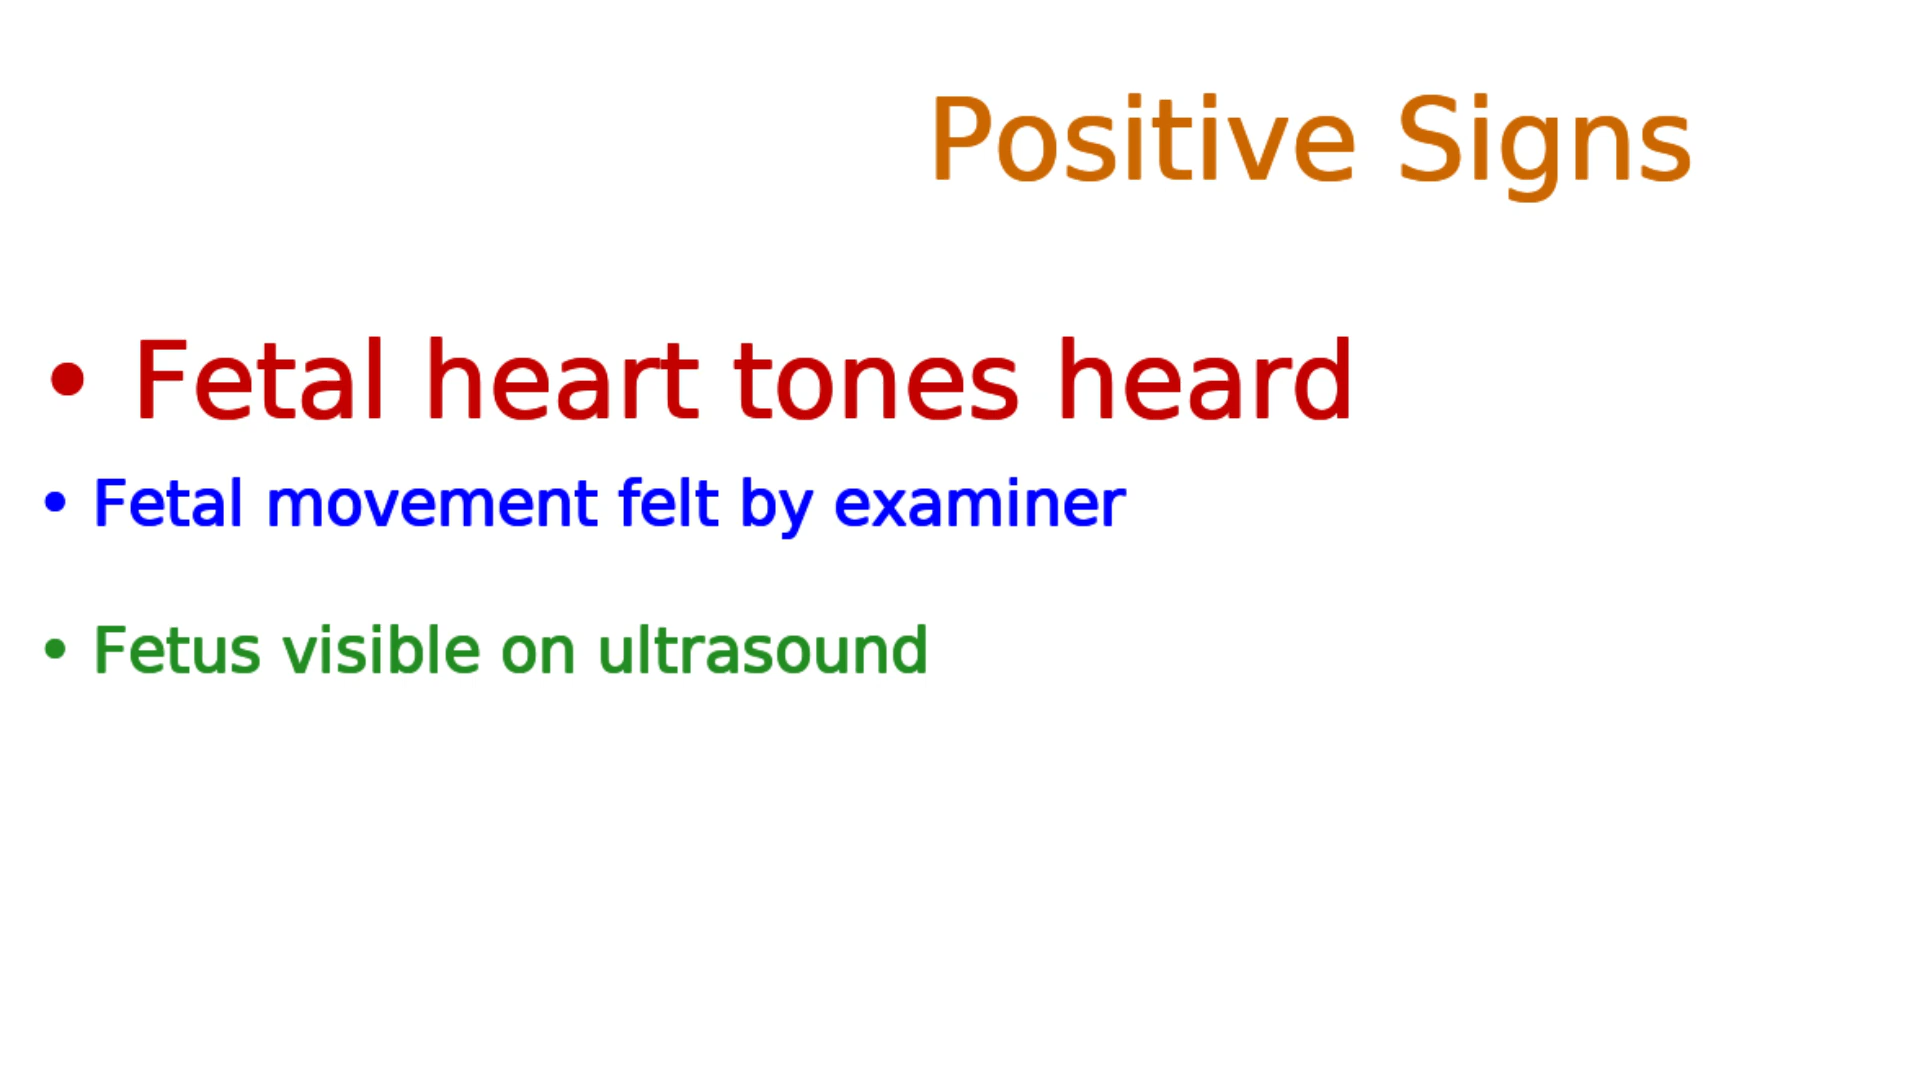 Positive Signs
• Fetal heart tones heard
• Fetal movement felt by examiner
• Fetus visible on ultrasound